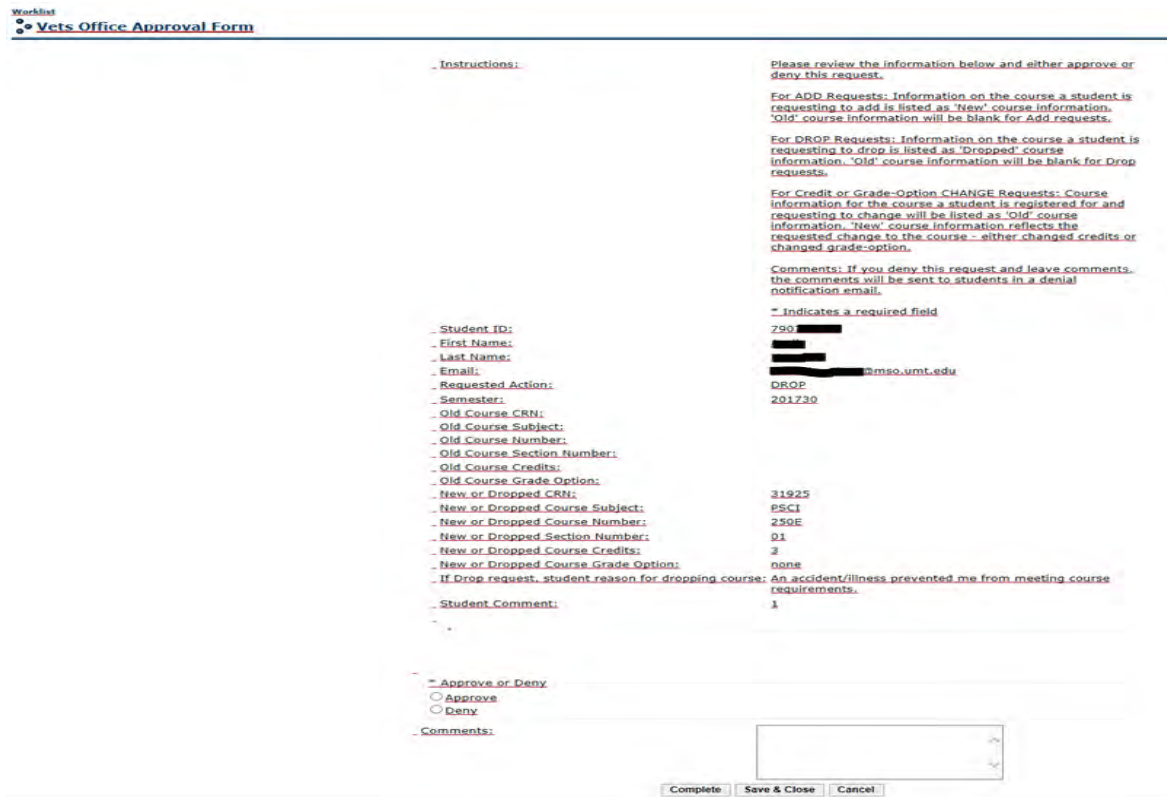 Worklist
Vets Office Approval Form
Instructions:
Please review the information below and either approve or
deny this request.
For ADD Requests: Information on the course a student is
requesting to add is listed as 'New' course information.
'Old' course information will be blank for Add requests.
For DROP Requests: Information on the course a student is
requesting to drop is listed as 'Dropped' course
information. 'Old' course information will be blank for Drop
requests.
For Credit or Grade-Option CHANGE Requests: Course
information for the course a student is registered for and
requesting to change will be listed as 'Old' course
information. 'New' course information reflects the
requested change to the course - either changed credits or
changed grade-option.
Comments: If you deny this request and leave comments,
the comments will be sent to students in a denial
notification email.
* Indicates a required field
Student ID: 790
First Name:
Last Name:
Email: @mso.umt.edu
Requested Action: DROP
Semester: 201730
Old Course CRN:
Old Course Subject:
Old Course Number:
Old Course Section Number:
Old Course Credits:
Old Course Grade Option:
New or Dropped CRN: 31925
New or Dropped Course Subject: PSCI
New or Dropped Course Number: 250E
New or Dropped Section Number: 01
New or Dropped Course Credits: 3
New or Dropped Course Grade Option: none
If Drop request, student reason for dropping course: An accident/illness prevented me from meeting course
requirements.
Student Comment: 1
* Approve or Deny
Approve
Deny
Comments:
Complete Save & Close Cancel